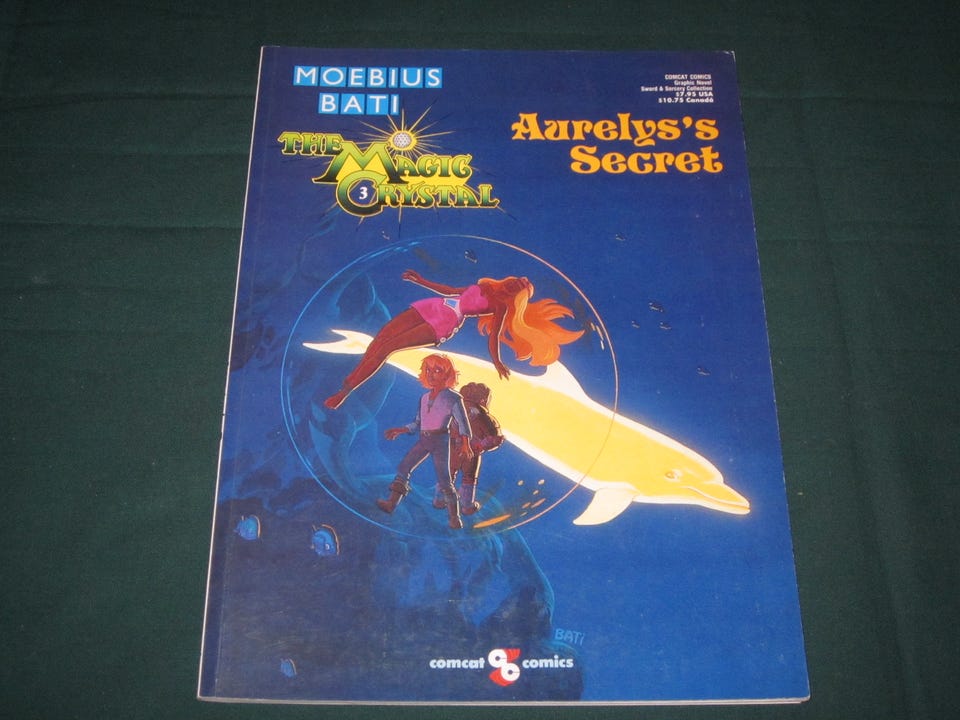 MOEBIUS
BATI
THE
MAGIC
3
CRYSTAL
COMCAT COMICS
Graphic Novel
Sword & Sorcery Collection
$7.95 USA
$10.75 Canada
Aurelys's
Secret
BATI
comcat CC comics